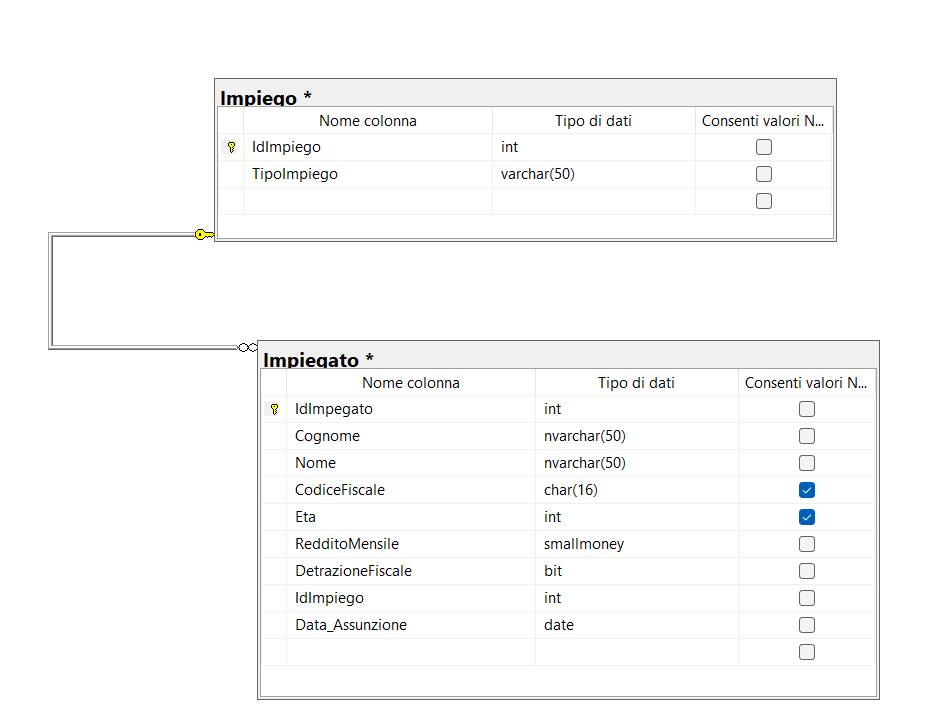 Impiego *
Nome colonna Tipo di dati Consenti valori N...
IdImpiego int
TipoImpiego varchar(50)
Impiegato *
Nome colonna Tipo di dati Consenti valori N...
IdImpegato int
Cognome nvarchar(50)
Nome nvarchar(50)
CodiceFiscale char(16)
Eta int
RedditoMensile smallmoney
DetrazioneFiscale bit
IdImpiego int
Data_Assunzione date